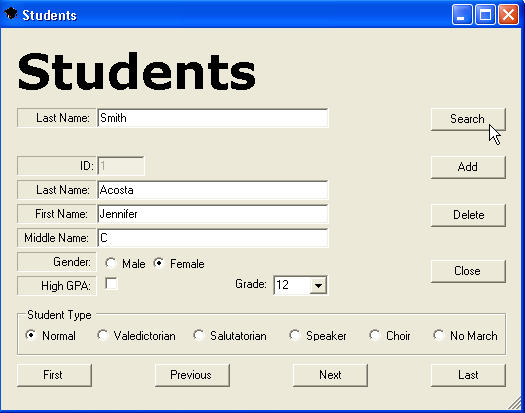 Students
Students
Last Name: Smith Search
ID: 1 Add
Last Name: Acosta
First Name: Jennifer Delete
Middle Name: C
Gender: Male Female Close
High GPA: Grade: 12
Student Type
Normal Valedictorian Salutatorian Speaker Choir No March
First Previous Next Last